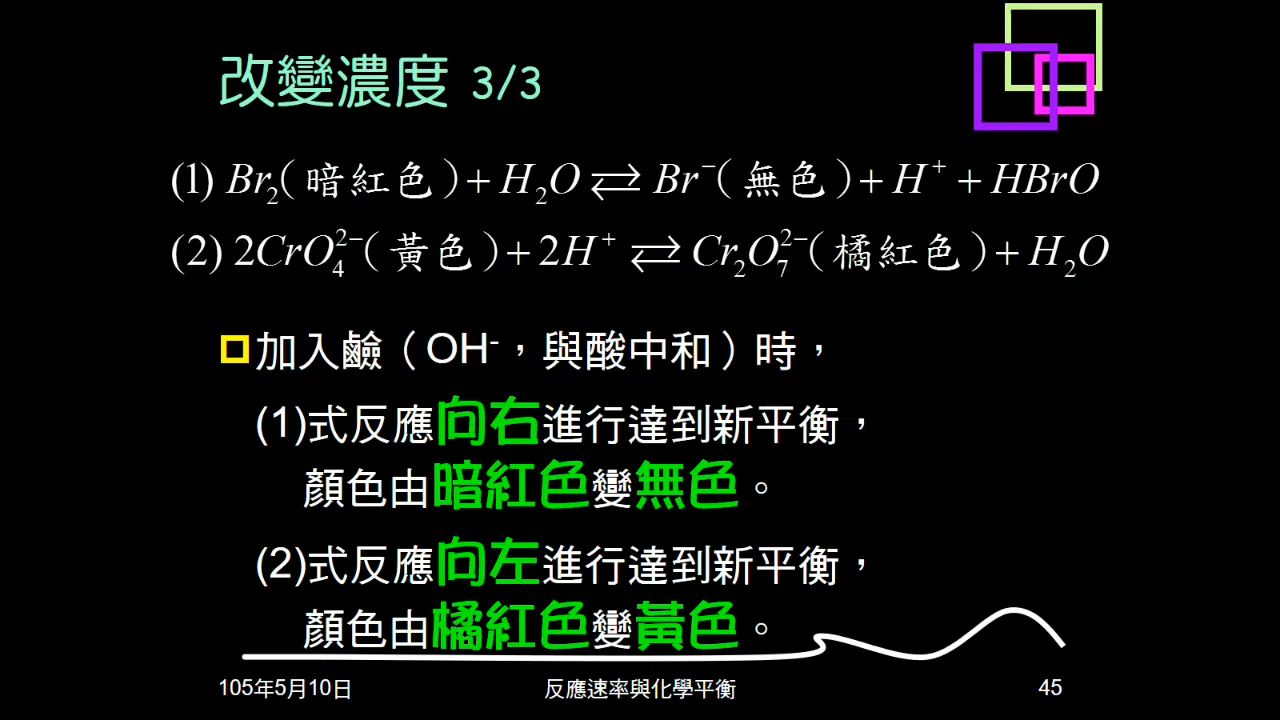 改變濃度 3/3
(1) Br₂(暗紅色)+H₂O⇌Br⁻(無色)+H⁺+HBrO
(2) 2CrO₄²⁻(黃色)+2H⁺⇌Cr₂O₇²⁻(橘紅色)+H₂O
加入鹼（OH⁻，與酸中和）時，
(1)式反應向右進行達到新平衡，
顏色由暗紅色變無色。
(2)式反應向左進行達到新平衡，
顏色由橘紅色變黃色。
105年5月10日 反應速率與化學平衡 45